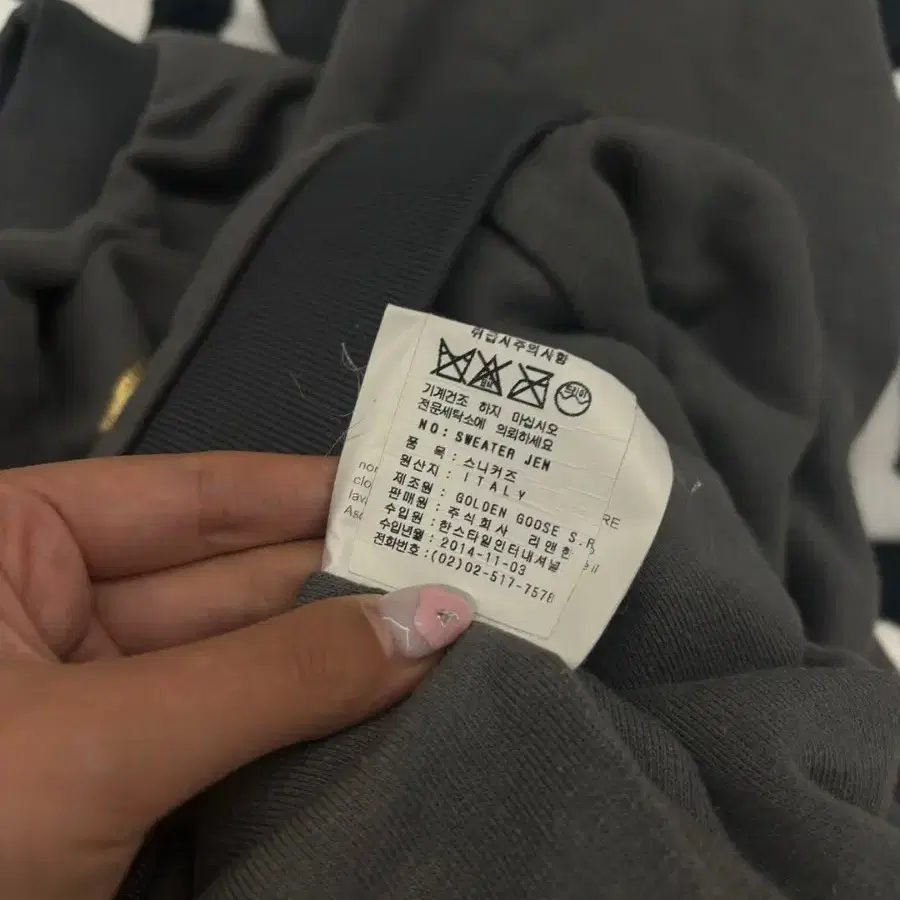 취급시주의사항
드라이
기계건조 하지 마십시오
전문세탁소에 의뢰하세요
NO: SWEATER JEN
품 목: 스니커즈
원산지: ITALY
제조원: GOLDEN GOOSE S.R
판매원: 주식회사 리앤한
수입원: 한스타일인터내셔널
수입년월: 2014-11-03
전화번호: (02)02-517-7578